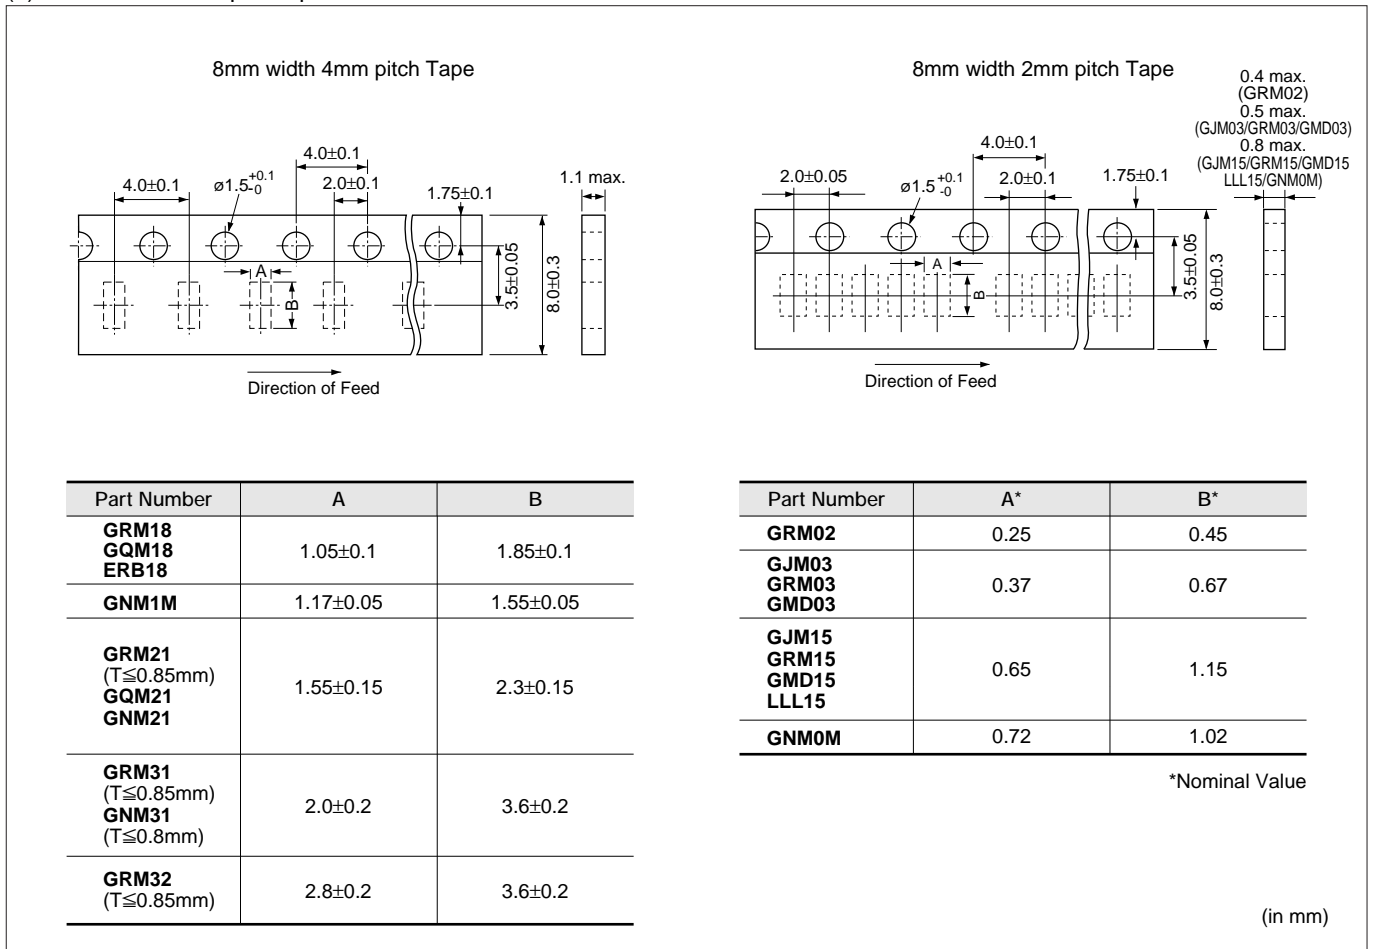 8mm width 4mm pitch Tape
4.0±0.1
4.0±0.1
ø1.5 +0.1 -0
2.0±0.1
1.75±0.1
1.1 max.
A
B
3.5±0.05
8.0±0.3
Direction of Feed
8mm width 2mm pitch Tape
0.4 max.
(GRM02)
0.5 max.
(GJM03/GRM03/GMD03)
0.8 max.
(GJM15/GRM15/GMD15
LLL15/GNM0M)
4.0±0.1
2.0±0.05
ø1.5 +0.1 -0
2.0±0.1
1.75±0.1
A
B
3.5±0.05
8.0±0.3
Direction of Feed
Part Number A B
GRM18
GQM18
ERB18
1.05±0.1 1.85±0.1
GNM1M 1.17±0.05 1.55±0.05
GRM21
(T≦0.85mm)
GQM21
GNM21
1.55±0.15 2.3±0.15
GRM31
(T≦0.85mm)
GNM31
(T≦0.8mm)
2.0±0.2 3.6±0.2
GRM32
(T≦0.85mm)
2.8±0.2 3.6±0.2
Part Number A* B*
GRM02 0.25 0.45
GJM03
GRM03
GMD03
0.37 0.67
GJM15
GRM15
GMD15
LLL15
0.65 1.15
GNM0M 0.72 1.02
*Nominal Value
(in mm)